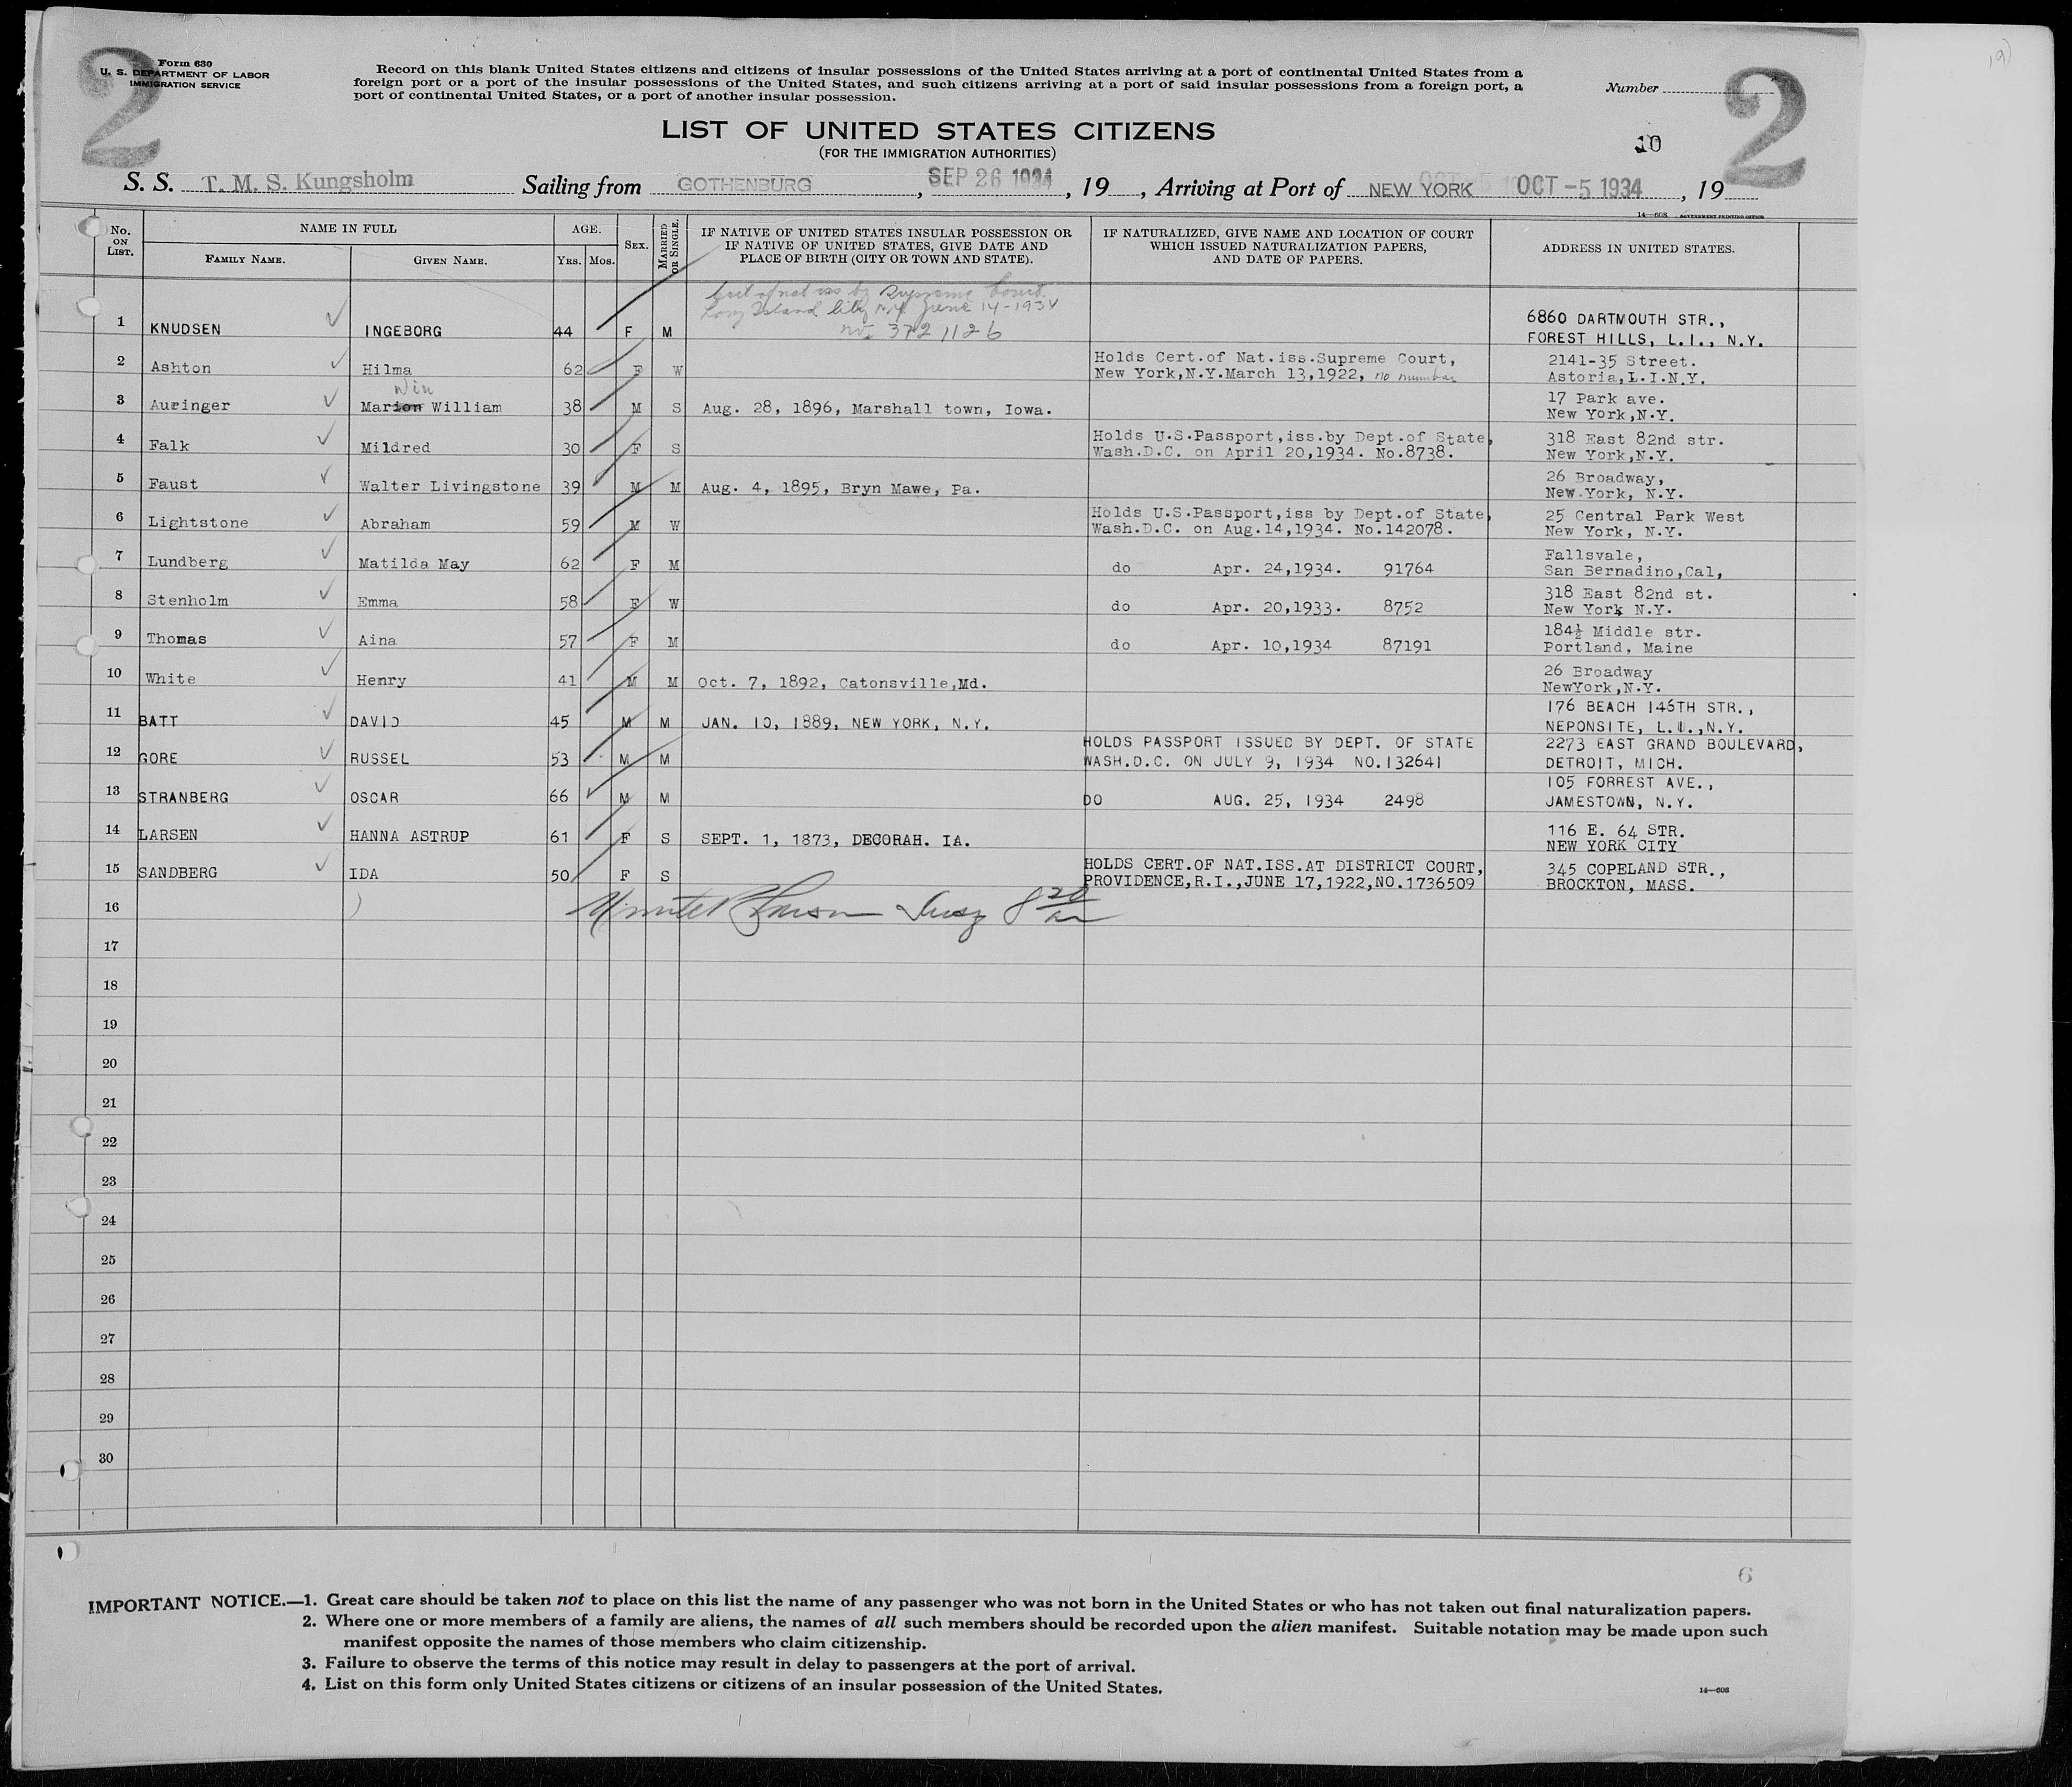 2
Form 630
U. S. DEPARTMENT OF LABOR
IMMIGRATION SERVICE
Record on this blank United States citizens and citizens of insular possessions of the United States arriving at a port of continental United States from a
foreign port or a port of the insular possessions of the United States, and such citizens arriving at a port of said insular possessions from a foreign port, a
port of continental United States, or a port of another insular possession.
Number
2
LIST OF UNITED STATES CITIZENS
(FOR THE IMMIGRATION AUTHORITIES)
10
S. S. T. M. S. Kungsholm Sailing from GOTHENBURG, SEP 26 1934, 19, Arriving at Port of NEW YORK OCT -5 1934, 19
14—608 GOVERNMENT PRINTING OFFICE
No. ON LIST. NAME IN FULL FAMILY NAME. GIVEN NAME. AGE. YRS. MOS. SEX. MARRIED OR SINGLE. IF NATIVE OF UNITED STATES INSULAR POSSESSION OR IF NATIVE OF UNITED STATES, GIVE DATE AND PLACE OF BIRTH (CITY OR TOWN AND STATE). IF NATURALIZED, GIVE NAME AND LOCATION OF COURT WHICH ISSUED NATURALIZATION PAPERS, AND DATE OF PAPERS. ADDRESS IN UNITED STATES.
Cert of nat iss by Supreme Court
Long Island City N.Y. June 14-1934
no. 3721126
1 KNUDSEN INGEBORG 44 F M 6860 DARTMOUTH STR.,
FOREST HILLS, L.I., N.Y.
2 Ashton Hilma 62 F W Holds Cert.of Nat.iss.Supreme Court, 2141-35 Street.
New York,N.Y.March 13,1922, no number Astoria,L.I.N.Y.
win
3 Auringer Marion William 38 M S Aug. 28, 1896, Marshall town, Iowa. 17 Park ave.
New York,N.Y.
4 Falk Mildred 30 F S Holds U.S.Passport,iss.by Dept.of State, 318 East 82nd str.
Wash.D.C. on April 20,1934. No.8738. New York,N.Y.
5 Faust Walter Livingstone 39 M M Aug. 4, 1895, Bryn Mawe, Pa. 26 Broadway,
New.York, N.Y.
6 Lightstone Abraham 59 M W Holds U.S.Passport,iss by Dept.of State, 25 Central Park West
Wash.D.C. on Aug.14,1934. No.142078. New York, N.Y.
7 Lundberg Matilda May 62 F M do Apr. 24,1934. 91764 Fallsvale,
San Bernadino,Cal,
8 Stenholm Emma 58 F W do Apr. 20,1933. 8752 318 East 82nd st.
New York N.Y.
9 Thomas Aina 57 F M do Apr. 10,1934 87191 184½ Middle str.
Portland, Maine
10 White Henry 41 M M Oct. 7, 1892, Catonsville,Md. 26 Broadway
NewYork,N.Y.
11 BATT DAVID 45 M M JAN. 10, 1889, NEW YORK, N.Y. 176 BEACH 146TH STR.,
NEPONSITE, L.I.,N.Y.
12 GORE RUSSEL 53 M M HOLDS PASSPORT ISSUED BY DEPT. OF STATE 2273 EAST GRAND BOULEVARD,
WASH.D.C. ON JULY 9, 1934 NO.132641 DETROIT, MICH.
13 STRANBERG OSCAR 66 M M DO AUG. 25, 1934 2498 105 FORREST AVE.,
JAMESTOWN, N.Y.
14 LARSEN HANNA ASTRUP 61 F S SEPT. 1, 1873, DECORAH. IA. 116 E. 64 STR.
NEW YORK CITY
15 SANDBERG IDA 50 F S HOLDS CERT.OF NAT.ISS.AT DISTRICT COURT, 345 COPELAND STR.,
PROVIDENCE,R.I.,JUNE 17,1922,NO.1736509 BROCKTON, MASS.
16
17
18
19
20
21
22
23
24
25
26
27
28
29
30
6
IMPORTANT NOTICE.—1. Great care should be taken not to place on this list the name of any passenger who was not born in the United States or who has not taken out final naturalization papers.
2. Where one or more members of a family are aliens, the names of all such members should be recorded upon the alien manifest. Suitable notation may be made upon such
manifest opposite the names of those members who claim citizenship.
3. Failure to observe the terms of this notice may result in delay to passengers at the port of arrival.
4. List on this form only United States citizens or citizens of an insular possession of the United States.
14—608